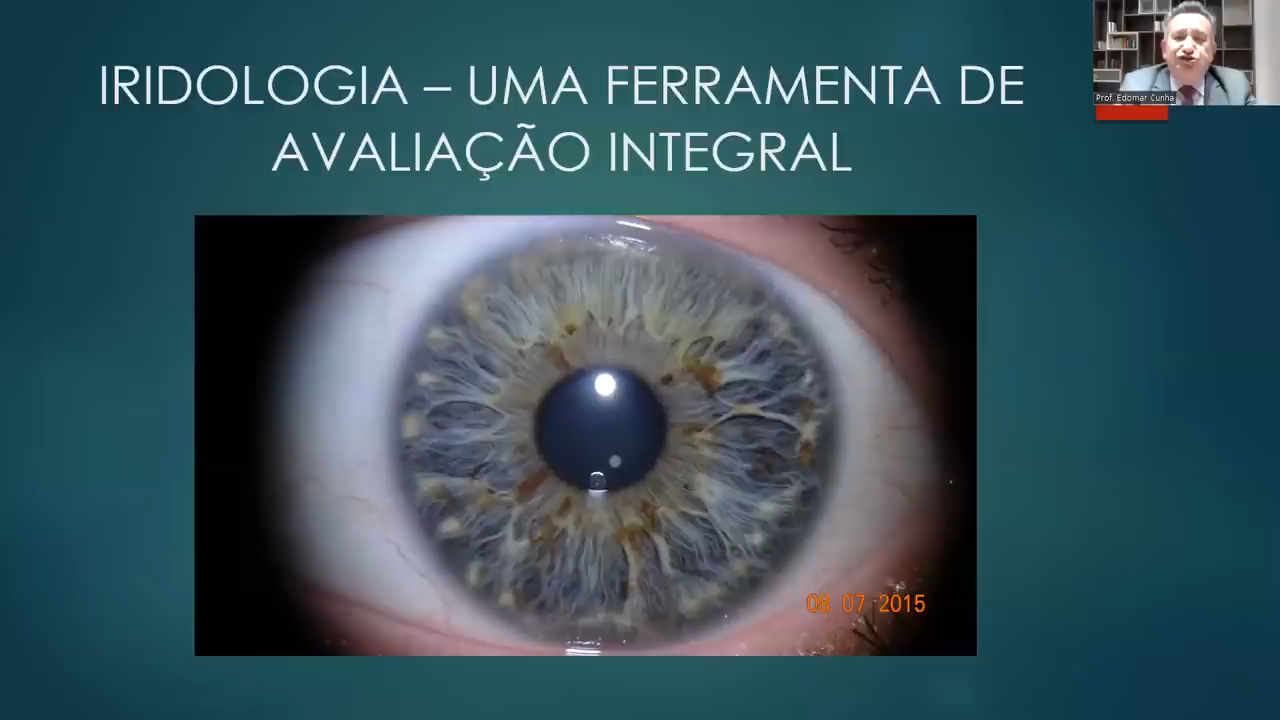 IRIDOLOGIA – UMA FERRAMENTA DE
AVALIAÇÃO INTEGRAL
Prof. Edomar Cunha
08 07 2015